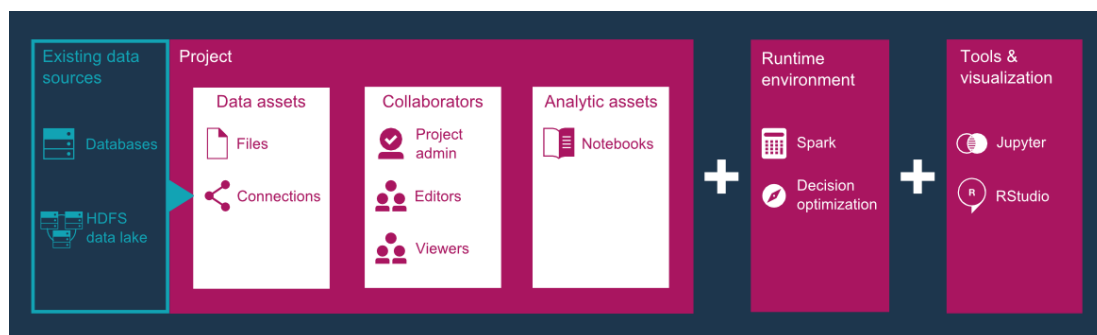 Existing data
sources
Databases
HDFS
data lake
Project
Data assets
Files
Connections
Collaborators
Project
admin
Editors
Viewers
Analytic assets
Notebooks
Runtime
environment
Spark
Decision
optimization
Tools &
visualization
Jupyter
R
RStudio